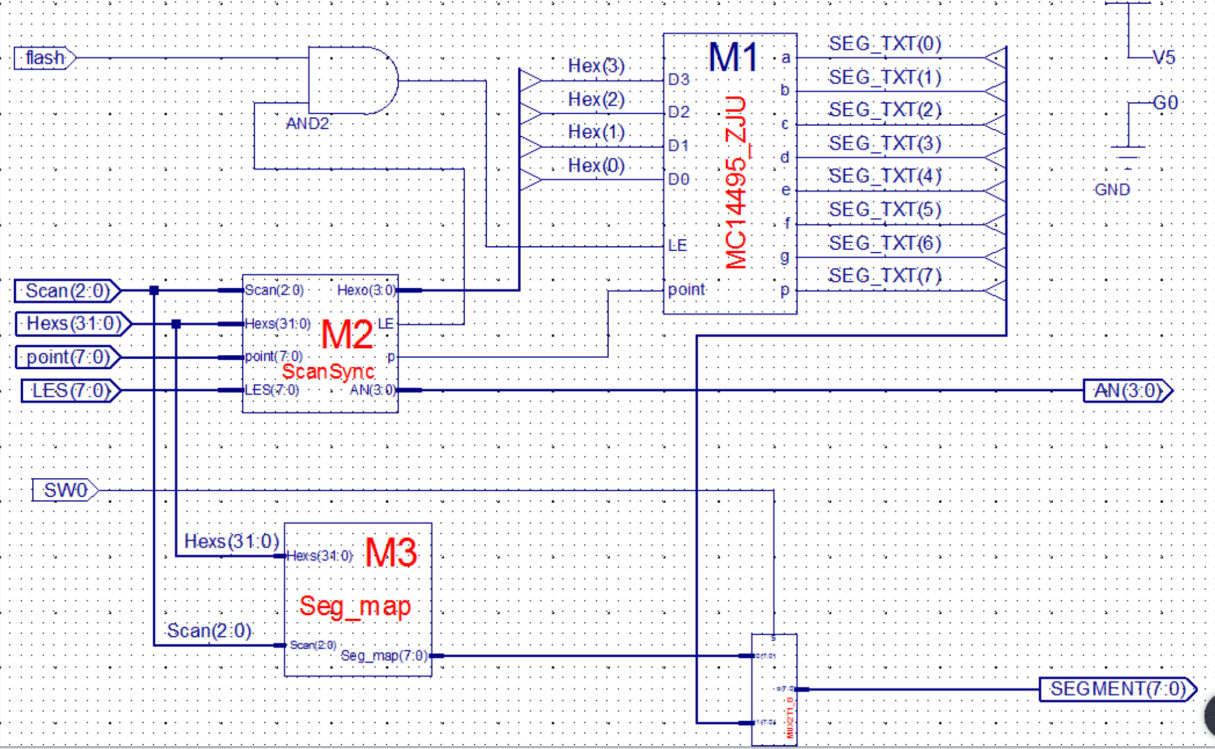 flash
AND2
Hex(3)
Hex(2)
Hex(1)
Hex(0)
M1
MC14495_ZJU
D3
D2
D1
D0
LE
point
a
b
c
d
e
f
g
p
SEG_TXT(0)
SEG_TXT(1)
SEG_TXT(2)
SEG_TXT(3)
SEG_TXT(4)
SEG_TXT(5)
SEG_TXT(6)
SEG_TXT(7)
V5
G0
GND
Scan(2:0)
Hexs(31:0)
point(7:0)
LES(7:0)
Scan(2:0)
Hexs(31:0)
point(7:0)
LES(7:0)
M2
ScanSync
Hexo(3:0)
LE
p
AN(3:0)
AN(3:0)
SW0
Hexs(31:0)
Scan(2:0)
Hexs(31:0)
M3
Seg_map
Scan(2:0)
Seg_map(7:0)
S
SEGMENT(7:0)